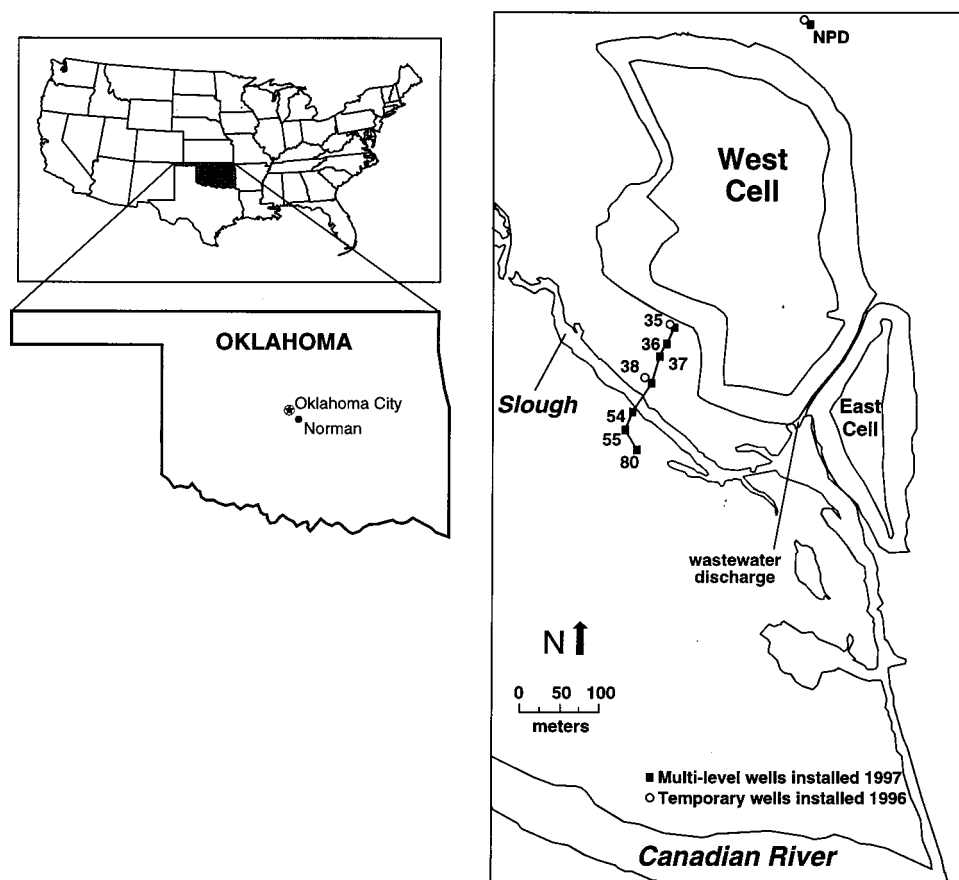 OKLAHOMA
Oklahoma City
Norman
NPD
West
Cell
35
36
37
38
Slough
54
55
80
East
Cell
wastewater
discharge
N
0 50 100
meters
Multi-level wells installed 1997
Temporary wells installed 1996
Canadian River